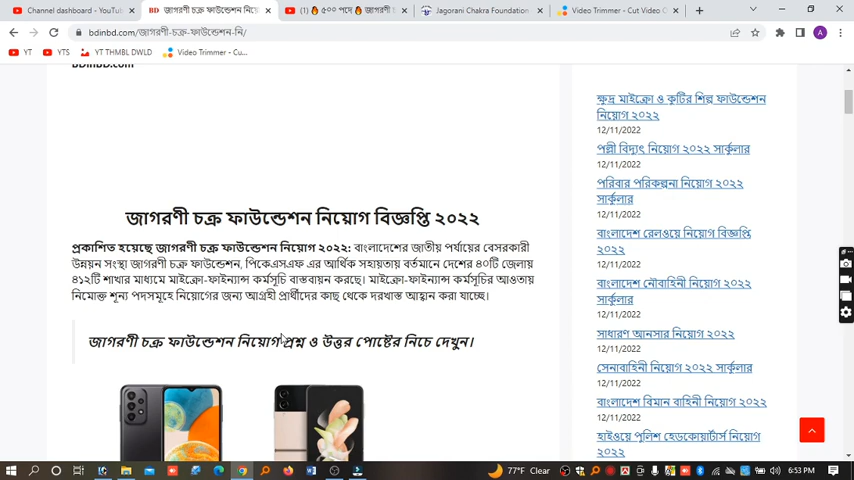 Channel dashboard - YouTub
BD জাগরণী চক্র ফাউন্ডেশন নিয়ো
(1) ৫০০ পদে জাগরণী
Jagorani Chakra Foundation
Video Trimmer - Cut Video O
bdinbd.com/জাগরণী-চক্র-ফাউন্ডেশন-নি/
YT
YTS
YT THMBL DWLD
Video Trimmer - Cu...
BDinBD.com
জাগরণী চক্র ফাউন্ডেশন নিয়োগ বিজ্ঞপ্তি ২০২২
প্রকাশিত হয়েছে জাগরণী চক্র ফাউন্ডেশন নিয়োগ ২০২২: বাংলাদেশের জাতীয় পর্যায়ের বেসরকারী
উন্নয়ন সংস্থা জাগরণী চক্র ফাউন্ডেশন, পিকেএসএফ এর আর্থিক সহায়তায় বর্তমানে দেশের ৪০টি জেলায়
৪১২টি শাখার মাধ্যমে মাইক্রো-ফাইন্যান্স কর্মসূচি বাস্তবায়ন করছে। মাইক্রো-ফাইন্যান্স কর্মসূচির আওতায়
নিমোক্ত শূন্য পদসমূহে নিয়োগের জন্য আগ্রহী প্রার্থীদের কাছ থেকে দরখাস্ত আহ্বান করা যাচ্ছে।
জাগরণী চক্র ফাউন্ডেশন নিয়োগ প্রশ্ন ও উত্তর পোষ্টের নিচে দেখুন।
ক্ষুদ্র মাইক্রো ও কুটির শিল্প ফাউন্ডেশন
নিয়োগ ২০২২
12/11/2022
পল্লী বিদ্যুৎ নিয়োগ ২০২২ সার্কুলার
12/11/2022
পরিবার পরিকল্পনা নিয়োগ ২০২২
সার্কুলার
12/11/2022
বাংলাদেশ রেলওয়ে নিয়োগ বিজ্ঞপ্তি
২০২২
12/11/2022
বাংলাদেশ নৌবাহিনী নিয়োগ ২০২২
সার্কুলার
12/11/2022
সাধারণ আনসার নিয়োগ ২০২২
12/11/2022
সেনাবাহিনী নিয়োগ ২০২২ সার্কুলার
12/11/2022
বাংলাদেশ বিমান বাহিনী নিয়োগ ২০২২
12/11/2022
হাইওয়ে পুলিশ হেডকোয়ার্টার্স নিয়োগ
২০২২
77°F Clear
6:53 PM